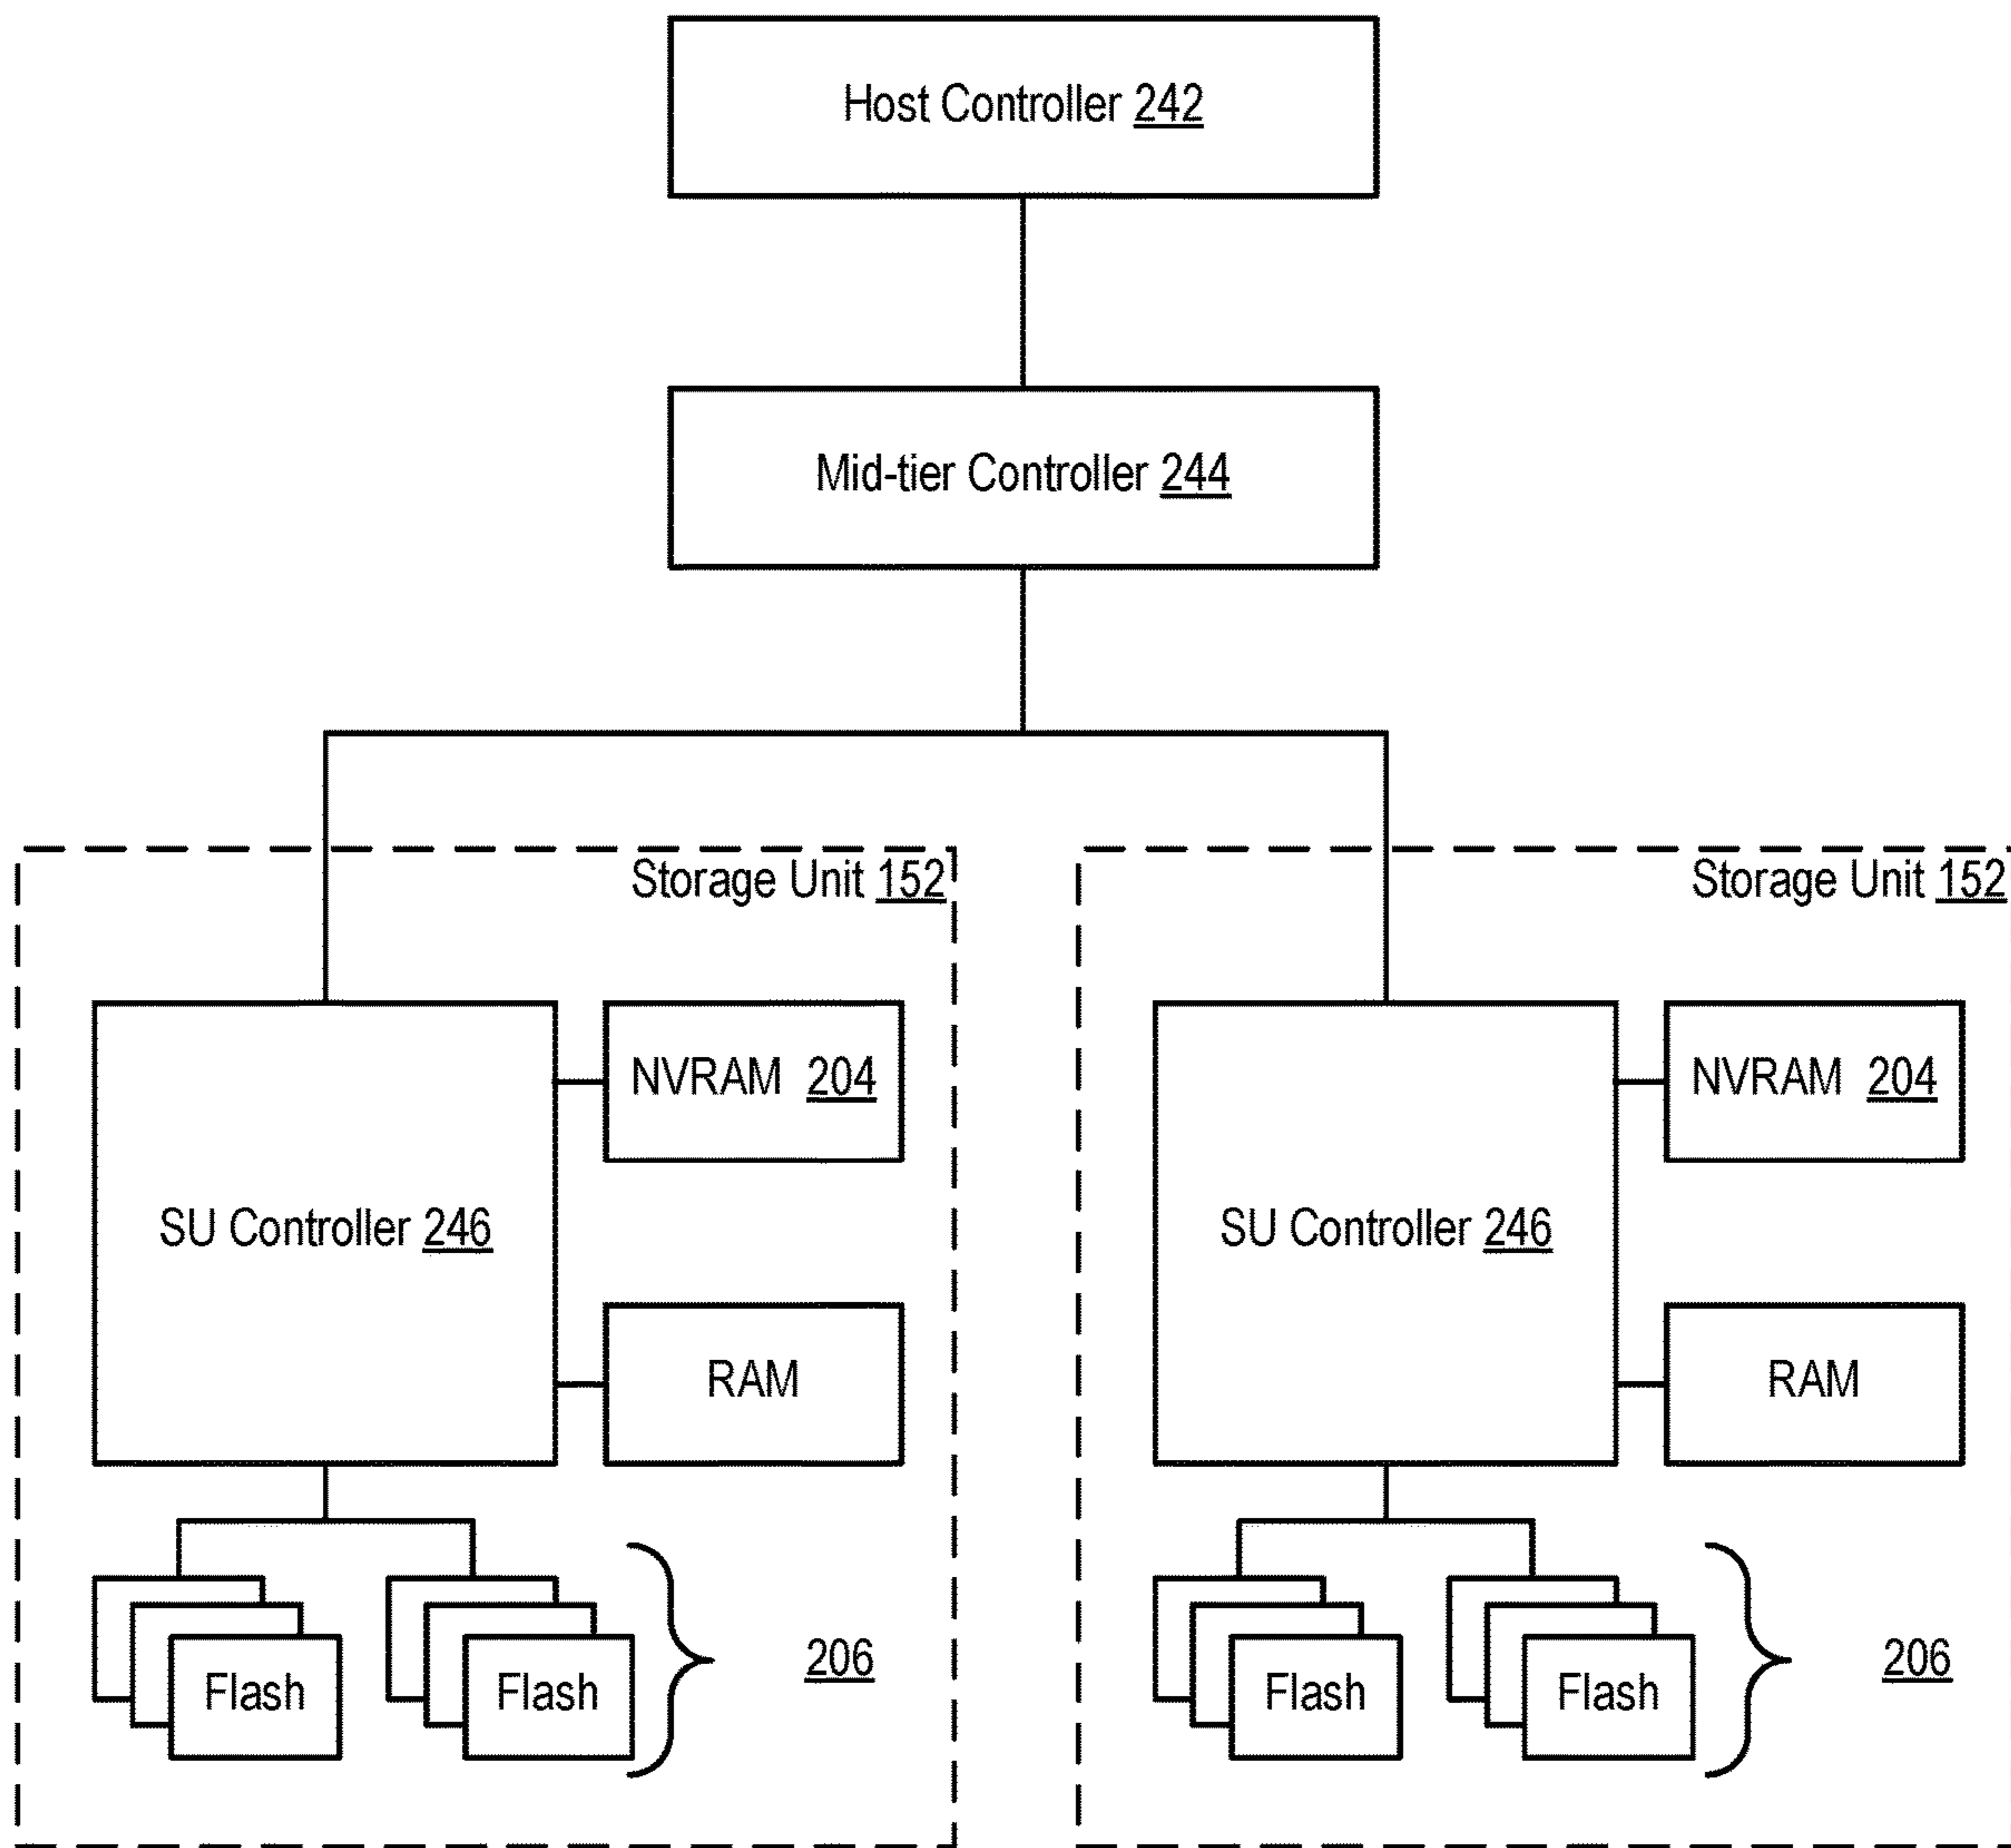 Host Controller 242
Mid-tier Controller 244
Storage Unit 152
NVRAM 204
SU Controller 246
RAM
Flash
Flash
206
Storage Unit 152
NVRAM 204
SU Controller 246
RAM
Flash
Flash
206